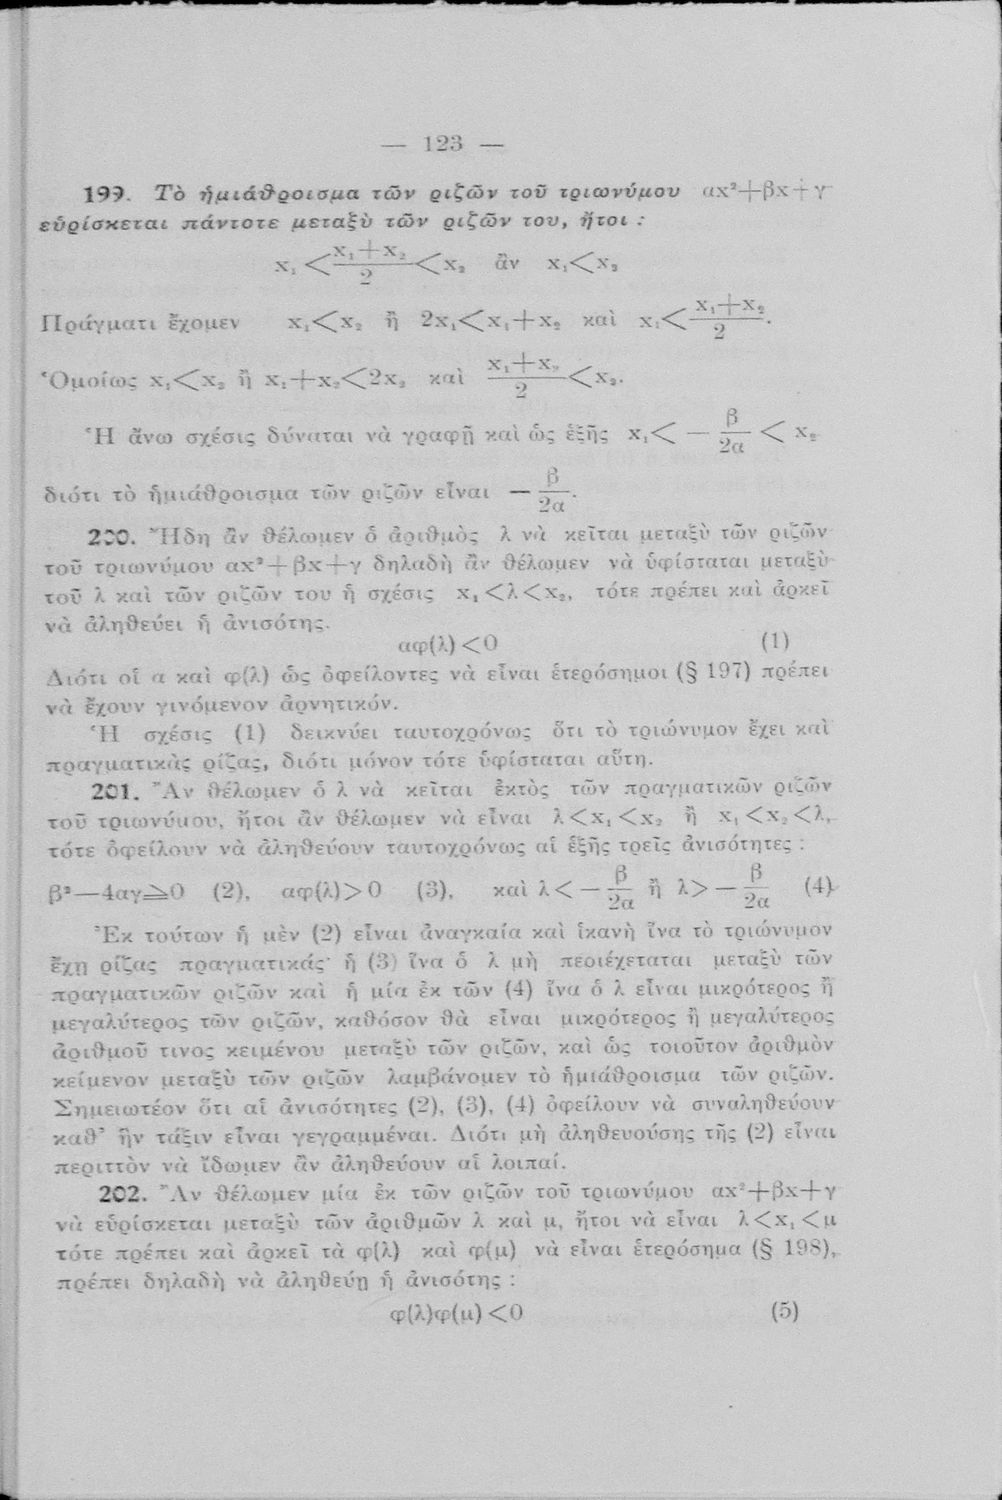 — 123 —
199. Τὸ ἡμιάθροισμα τῶν ριζῶν τοῦ τριωνύμου αx²+βx+γ
εὑρίσκεται πάντοτε μεταξὺ τῶν ριζῶν του, ἤτοι :
x₁ < (x₁+x₂)/2 < x₂ ἂν x₁<x₂
Πράγματι ἔχομεν x₁<x₂ ἢ 2x₁<x₁+x₂ καὶ x₁< (x₁+x₂)/2.
Ὁμοίως x₁<x₂ ἢ x₁+x₂<2x₂ καὶ (x₁+x₂)/2 <x₂.
Ἡ ἄνω σχέσις δύναται νὰ γραφῇ καὶ ὡς ἑξῆς x₁< — β/2α < x₂
διότι τὸ ἡμιάθροισμα τῶν ριζῶν εἶναι — β/2α.
200. Ἤδη ἂν θέλωμεν ὁ ἀριθμὸς λ νὰ κεῖται μεταξὺ τῶν ριζῶν
τοῦ τριωνύμου αx²+βx+γ δηλαδὴ ἂν θέλωμεν νὰ ὑφίσταται μεταξὺ
τοῦ λ καὶ τῶν ριζῶν του ἡ σχέσις x₁<λ<x₂, τότε πρέπει καὶ ἀρκεῖ
νὰ ἀληθεύει ἡ ἀνισότης.
αφ(λ)<0 (1)
Διότι οἱ α καὶ φ(λ) ὡς ὀφείλοντες νὰ εἶναι ἑτερόσημοι (§ 197) πρέπει
νὰ ἔχουν γινόμενον ἀρνητικόν.
Ἡ σχέσις (1) δεικνύει ταυτοχρόνως ὅτι τὸ τριώνυμον ἔχει καὶ
πραγματικὰς ρίζας, διότι μόνον τότε ὑφίσταται αὕτη.
201. Ἂν θέλωμεν ὁ λ νὰ κεῖται ἐκτὸς τῶν πραγματικῶν ριζῶν
τοῦ τριωνύμου, ἤτοι ἂν θέλωμεν νὰ εἶναι λ<x₁<x₂ ἢ x₁<x₂<λ,
τότε ὀφείλουν νὰ ἀληθεύουν ταυτοχρόνως αἱ ἑξῆς τρεῖς ἀνισότητες :
β²—4αγ≧0 (2), αφ(λ)>0 (3), καὶ λ< — β/2α ἢ λ> — β/2α (4)
Ἐκ τούτων ἡ μὲν (2) εἶναι ἀναγκαία καὶ ἱκανὴ ἵνα τὸ τριώνυμον
ἔχῃ ρίζας πραγματικάς· ἡ (3) ἵνα ὁ λ μὴ περιέχεταται μεταξὺ τῶν
πραγματικῶν ριζῶν καὶ ἡ μία ἐκ τῶν (4) ἵνα ὁ λ εἶναι μικρότερος ἢ
μεγαλύτερος τῶν ριζῶν, καθόσον θὰ εἶναι μικρότερος ἢ μεγαλύτερος
ἀριθμοῦ τινος κειμένου μεταξὺ τῶν ριζῶν, καὶ ὡς τοιοῦτον ἀριθμὸν
κείμενον μεταξὺ τῶν ριζῶν λαμβάνομεν τὸ ἡμιάθροισμα τῶν ριζῶν.
Σημειωτέον ὅτι αἱ ἀνισότητες (2), (3), (4) ὀφείλουν νὰ συναληθεύουν
καθ’ ἣν τάξιν εἶναι γεγραμμέναι. Διότι μὴ ἀληθευούσης τῆς (2) εἶναι
περιττὸν νὰ ἴδωμεν ἂν ἀληθεύουν αἱ λοιπαί.
202. Ἂν θέλωμεν μία ἐκ τῶν ριζῶν τοῦ τριωνύμου αx²+βx+γ
νὰ εὑρίσκεται μεταξὺ τῶν ἀριθμῶν λ καὶ μ, ἤτοι νὰ εἶναι λ<x₁<μ
τότε πρέπει καὶ ἀρκεῖ τὰ φ(λ) καὶ φ(μ) νὰ εἶναι ἑτερόσημα (§ 198),
πρέπει δηλαδὴ νὰ ἀληθεύῃ ἡ ἀνισότης :
φ(λ)φ(μ)<0 (5)